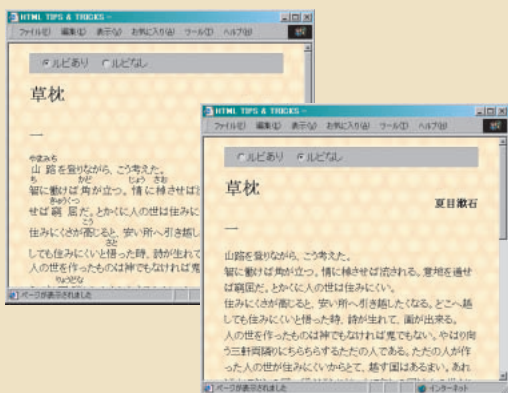 HTML TIPS & TRICKS -
ファイル(F) 編集(E) 表示(V) お気に入り(A) ツール(T) ヘルプ(H)
ルビあり ルビなし
草枕
一
やまみち
山 路を登りながら、こう考えた。
ち かど じょう さお
智に働けば角が立つ。情に棹させば
きゅうくつ
せば窮 屈だ。とかくに人の世は住みに
こう
住みにくさが高じると、安い所へ引き越し
さと
しても住みにくいと悟った時、詩が生れて
人の世を作ったものは神でもなければ鬼
りょうどな
ページが表示されました
HTML TIPS & TRICKS -
ファイル(F) 編集(E) 表示(V) お気に入り(A) ツール(T) ヘルプ(H)
ルビあり ルビなし
草枕
夏目漱石
一
山路を登りながら、こう考えた。
智に働けば角が立つ。情に棹させば流される。意地を通せ
ば窮屈だ。とかくに人の世は住みにくい。
住みにくさが高じると、安い所へ引き越したくなる。どこへ越
しても住みにくいと悟った時、詩が生れて、画が出来る。
人の世を作ったものは神でもなければ鬼でもない。やはり向
う三軒両隣りにちらちらするただの人である。ただの人が作
った人の世が住みにくいからとて、越す国はあるまい。あれ
ページが表示されました インターネット